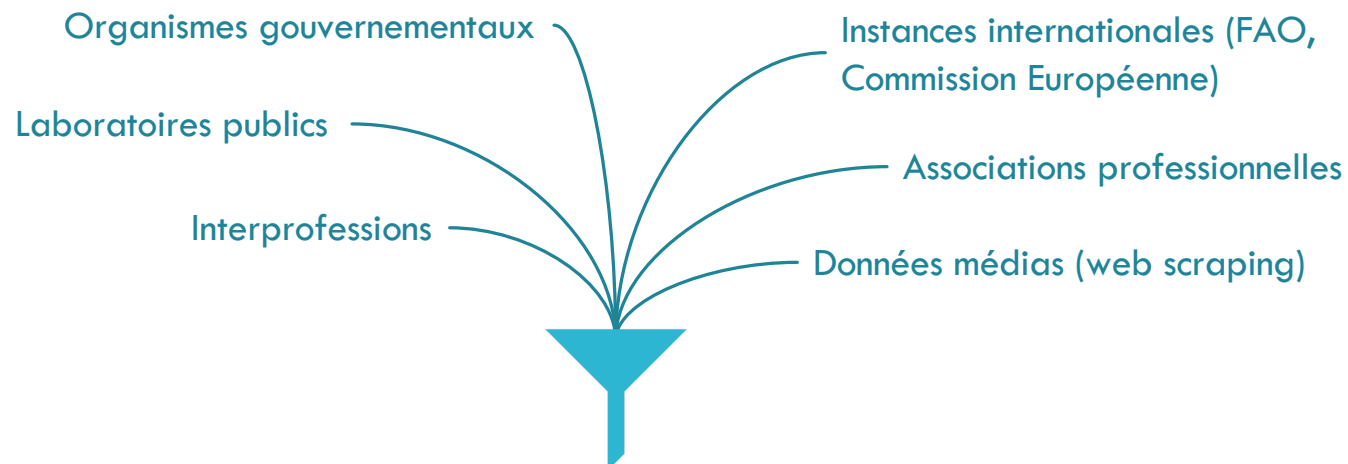 Organismes gouvernementaux
Laboratoires publics
Interprofessions
Instances internationales (FAO,
Commission Européenne)
Associations professionnelles
Données médias (web scraping)